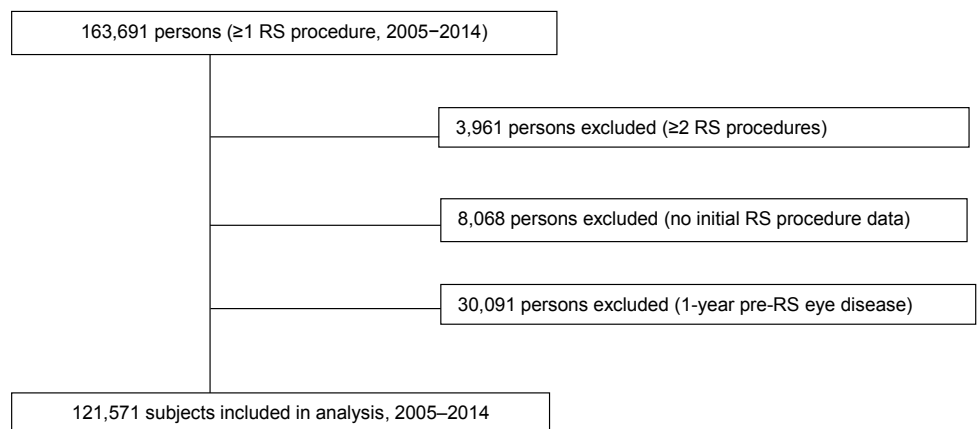 163,691 persons (≥1 RS procedure, 2005−2014)
3,961 persons excluded (≥2 RS procedures)
8,068 persons excluded (no initial RS procedure data)
30,091 persons excluded (1-year pre-RS eye disease)
121,571 subjects included in analysis, 2005–2014